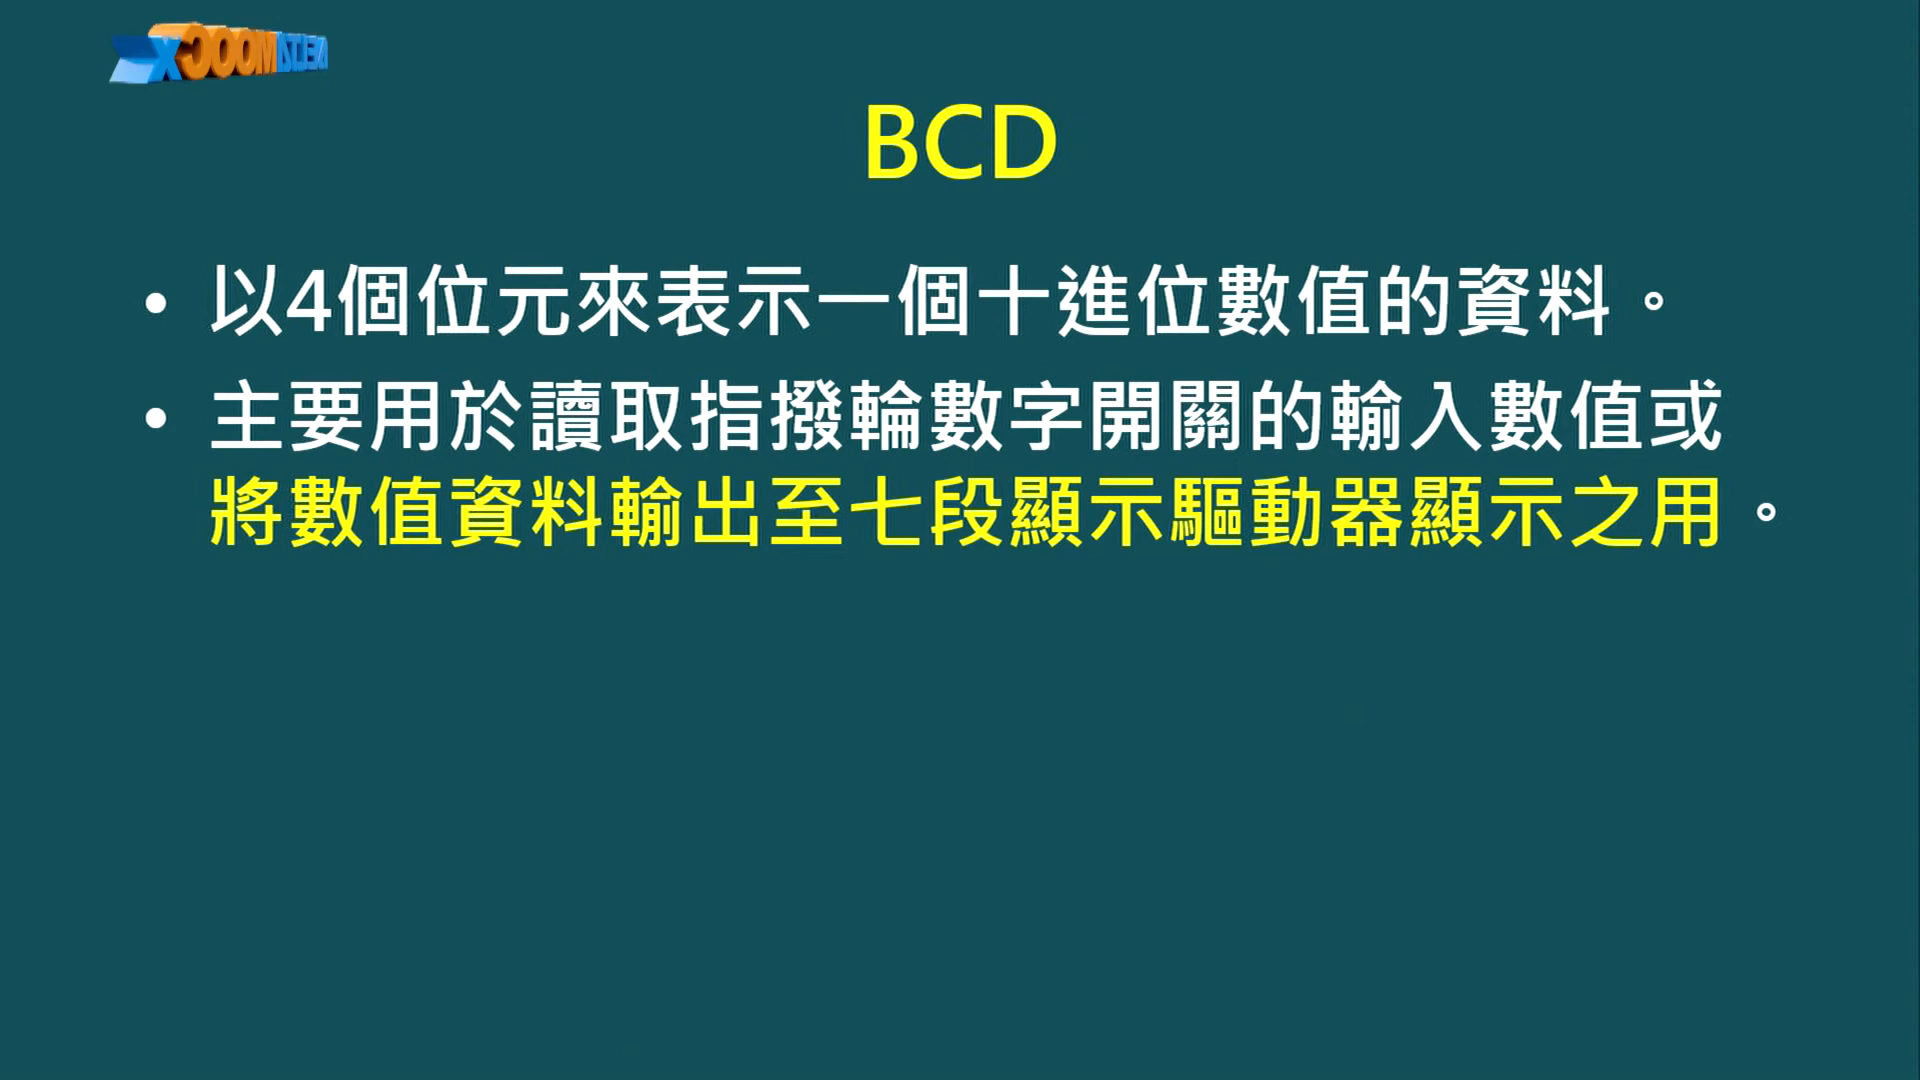 DELTAMOOCx
BCD
• 以4個位元來表示一個十進位數值的資料。
• 主要用於讀取指撥輪數字開關的輸入數值或
將數值資料輸出至七段顯示驅動器顯示之用。